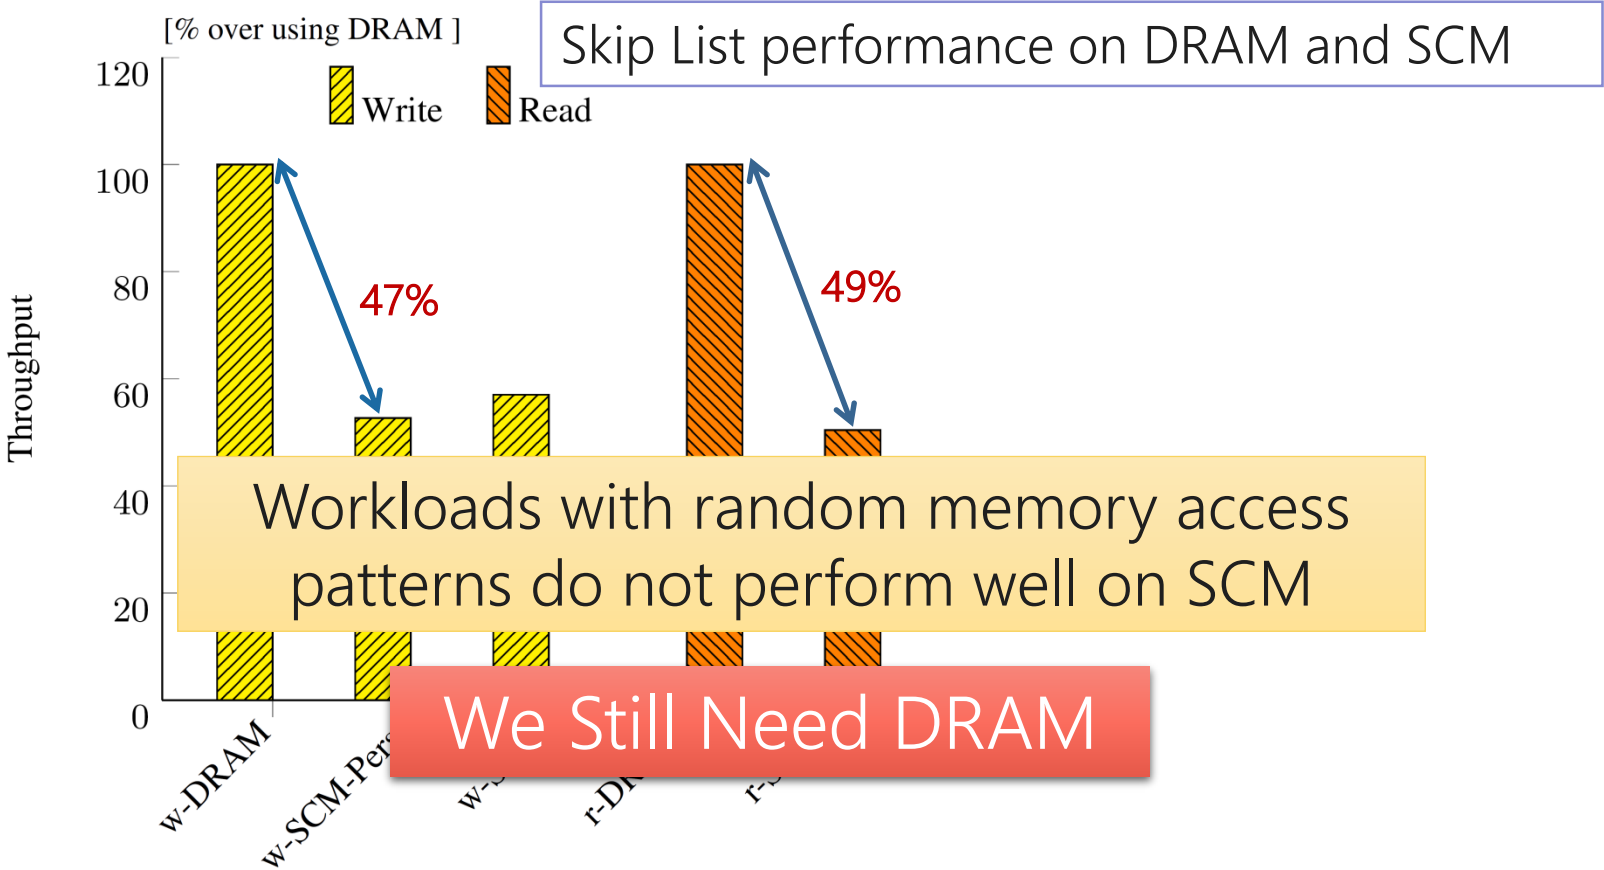 [% over using DRAM ]
Skip List performance on DRAM and SCM
120
Write
Read
100
80
47%
49%
Throughput
60
40
Workloads with random memory access
patterns do not perform well on SCM
20
0
We Still Need DRAM
w-DRAM